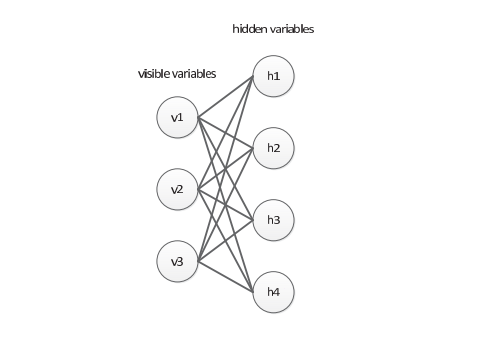 hidden variables
visible variables
h1
v1
h2
v2
h3
v3
h4